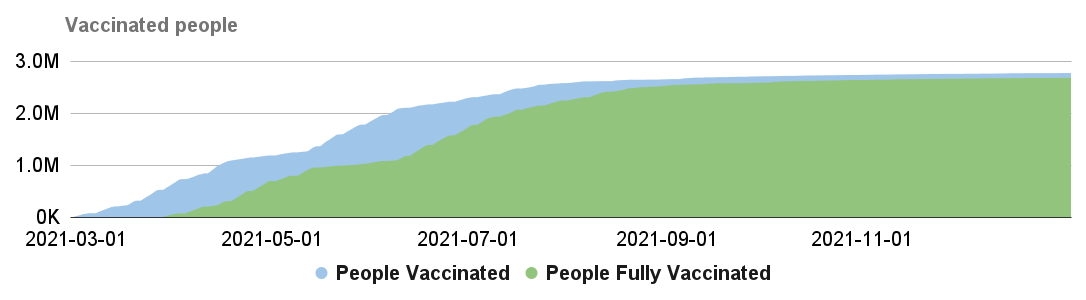 Vaccinated people
3.0M
2.0M
1.0M
0K
2021-03-01 2021-05-01 2021-07-01 2021-09-01 2021-11-01
People Vaccinated People Fully Vaccinated